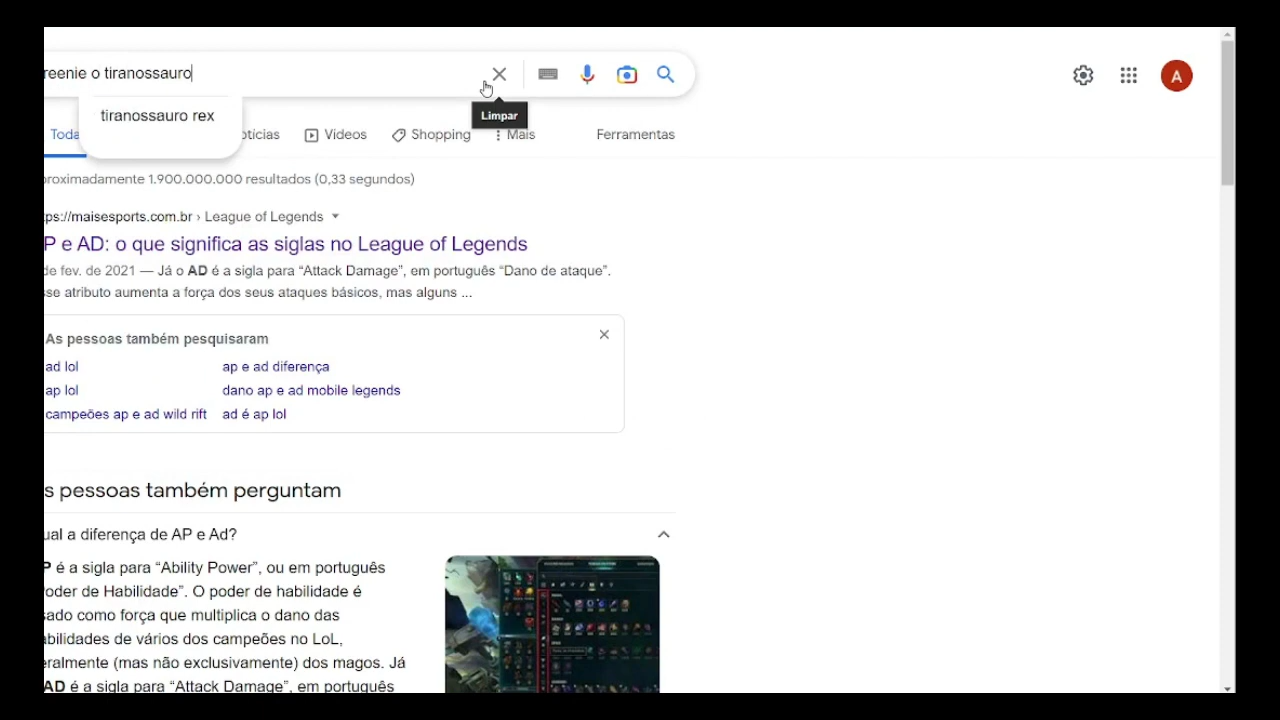 reenie o tiranossauro
Limpar
tiranossauro rex
A
Toda
otícias
Vídeos
Shopping
Mais
Ferramentas
proximadamente 1.900.000.000 resultados (0,33 segundos)
ps://maisesports.com.br › League of Legends
P e AD: o que significa as siglas no League of Legends
de fev. de 2021 — Já o AD é a sigla para “Attack Damage”, em português “Dano de ataque”.
sse atributo aumenta a força dos seus ataques básicos, mas alguns ...
As pessoas também pesquisaram
ad lol
ap e ad diferença
ap lol
dano ap e ad mobile legends
campeões ap e ad wild rift
ad é ap lol
s pessoas também perguntam
ual a diferença de AP e Ad?
P é a sigla para “Ability Power”, ou em português
oder de Habilidade”. O poder de habilidade é
sado como força que multiplica o dano das
abilidades de vários dos campeões no LoL,
eralmente (mas não exclusivamente) dos magos. Já
AD é a sigla para “Attack Damage”, em português